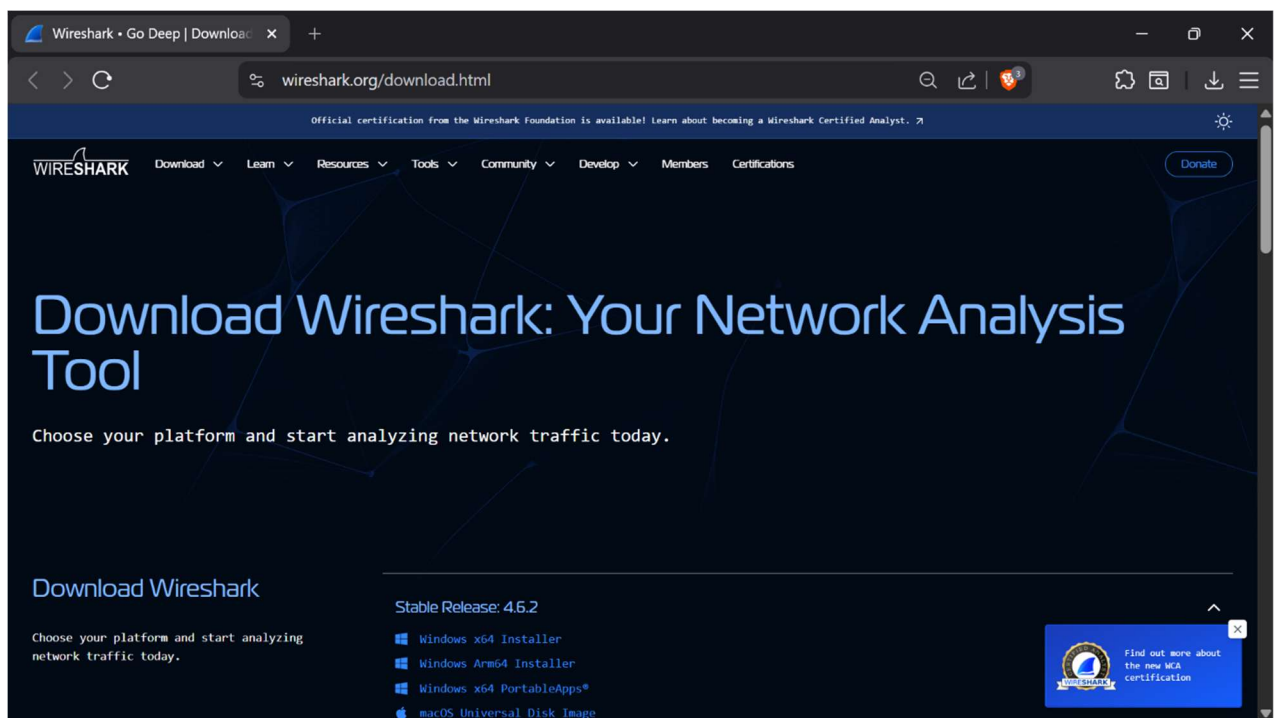 Wireshark • Go Deep | Download
wireshark.org/download.html
3
Official certification from the Wireshark Foundation is available! Learn about becoming a Wireshark Certified Analyst. ↗
WIRESHARK
Download
Learn
Resources
Tools
Community
Develop
Members
Certifications
Donate
Download Wireshark: Your Network Analysis
Tool
Choose your platform and start analyzing network traffic today.
Download Wireshark
Choose your platform and start analyzing
network traffic today.
Stable Release: 4.6.2
Windows x64 Installer
Windows Arm64 Installer
Windows x64 PortableApps®
macOS Universal Disk Image
WIRESHARK
Find out more about
the new WCA
certification